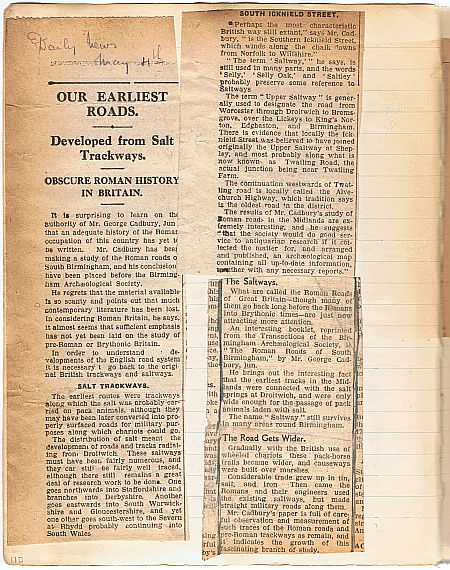 Daily News
May 4th
OUR EARLIEST
ROADS.
Developed from Salt
Trackways.
OBSCURE ROMAN HISTORY
IN BRITAIN.
It is surprising to learn on the
authority of Mr. George Cadbury, Jun
that an adequate history of the Roman
occupation of this country has yet to
be written. Mr. Cadbury has been
making a study of the Roman roads of
South Birmingham, and his conclusions
have been placed before the Birming-
ham Archæological Society.
He regrets that the material available
is so scanty and points out that much
contemporary literature has been lost.
In considering Roman Britain, he says,
it almost seems that sufficient emphasis
has not yet been laid on the study of
pre-Roman or Brythonic Britain.
In order to understand de-
velopments of the English road system
it is necessary t go back to the origi-
nal British trackways and saltways.
SALT TRACKWAYS.
The earliest routes were trackways
along which the salt was probably car-
ried on pack animals, although they
may have been later converted into pro-
perly surfaced roads for military pur-
poses along which chariots could go.
The distribution of salt meant the
development of roads and tracks radiat-
ing from Droitwich. These saltways
must have been fairly numerous, and
they can still be fairly well traced,
although there still remains a great
deal of research work to be done. One
goes northwards into Shrdonshire and
branches into Derbyshire. Another
goes eastwards into South Warwick-
shire and Gloucestershire, and yet
one other goes south-west to the Severn
at Rhydd probably continuing into
South Wales
110
SOUTH ICKNIELD STREET.
"Perhaps the most characteristic
British way still extant," says Mr. Cad-
bury, "is the Southern Icknield Street,
which winds along the chalk downs
from Norfolk to Wiltshire."
"The term 'Saltway,'" he says, is
still used in many parts, and the words
'Selly,' 'Selly Oak,' and 'Saltley'
probably preserve some reference to
Saltways
The term "Upper Saltway" is gener-
ally used to designate the road from
Worcester through Droitwich to Broms-
grove, over the Lickeys to King's Nor-
ton, Edgbaston, and Birmingham.
There is evidence that locally the Ick
nield Street was believed to have joined
originally the Upper Saltway at Shep-
ley, and most probably along what is
now known as Twatling Road, the
actual junction being near Twatling
Farm.
The continuation westwards of Twat-
ling road is locally called the Alve-
church Highway, which tradition says
is the oldest road in the district.
The results of Mr. Cadbury's study of
Roman roads in the Midlands are ex-
tremely interesting, and he suggests
"that the society would do good ser-
vice to antiquarian research if it col-
lected the matter for, and arranged
and published, an archæological map
containing all up-to-date information,
together with any necessary reports."
The Saltways.
What are called the Roman Roads
of Great Britain—though many of
them go back long before the Romans
into Brythonic times—are just now
attracting more attention.
An interesting booklet, reprinted
from the Transactions of the Bir-
mingham Archæological Society, is
"The Roman Roads of South
Birmingham," by Mr. George Cad-
bury, jun.
He brings out the interesting fact
that the earliest tracks in the Mid-
lands were connected with the salt
springs at Droitwich, and were only
wide enough for the passage of pack
animals laden with salt.
The name "Saltway" still survives
in many areas round Birmingham.
The Road Gets Wider.
Gradually with the British use of
wheeled chariots these pack-horse
trails became wider, and causeways
were built over marshes.
Considerable trade grew up in tin,
salt, and iron Then came the
Romans and their engineers used
the existing saltways, but made
straight military roads along them.
Mr. Cadbury's paper is full of care-
ful observation and measurement of
such traces of the Roman roads and
pre-Roman trackways as remain, and
it indicates the growth of this
fascinating branch of study.